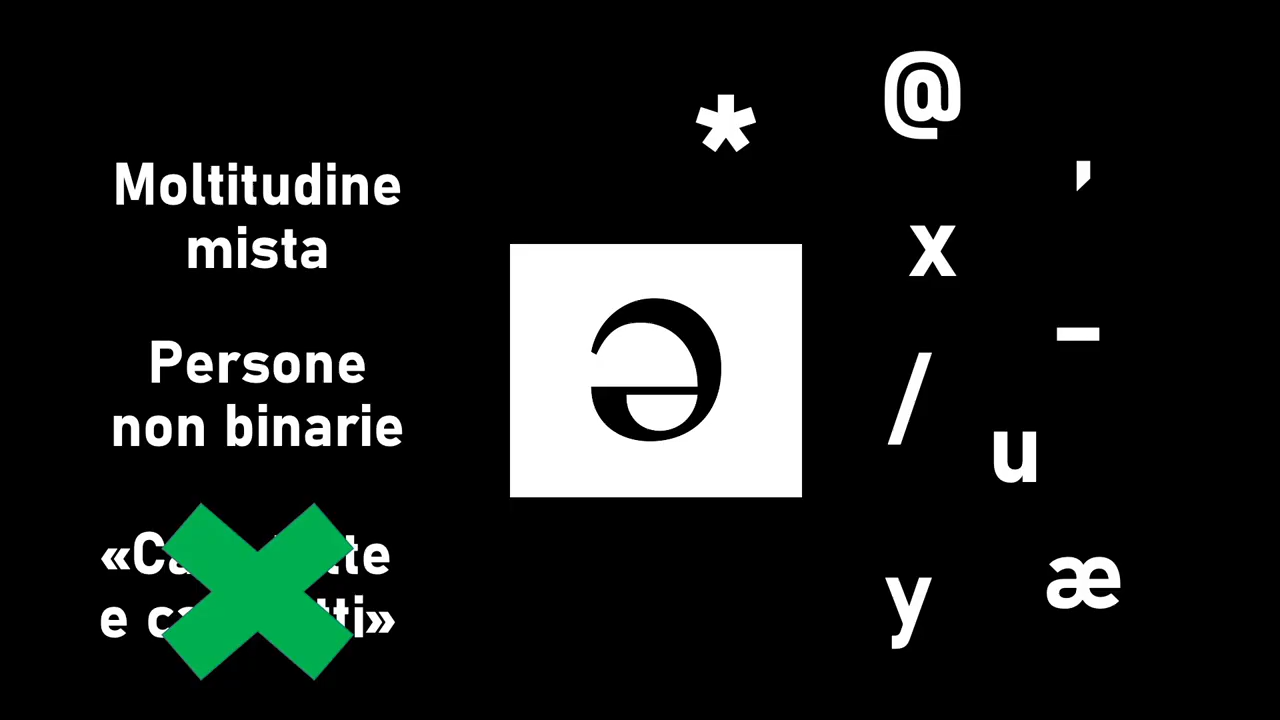 Moltitudine
mista
Persone
non binarie
e
ə
*
@
,
x
-
/
u
æ
y